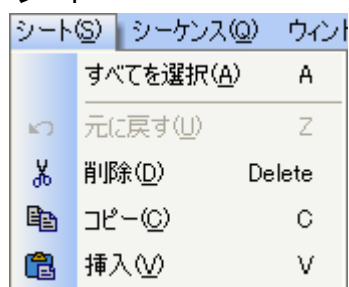 シート(S) シーケンス(Q) ウィント
すべてを選択(A) A
元に戻す(U) Z
削除(D) Delete
コピー(C) C
挿入(V) V